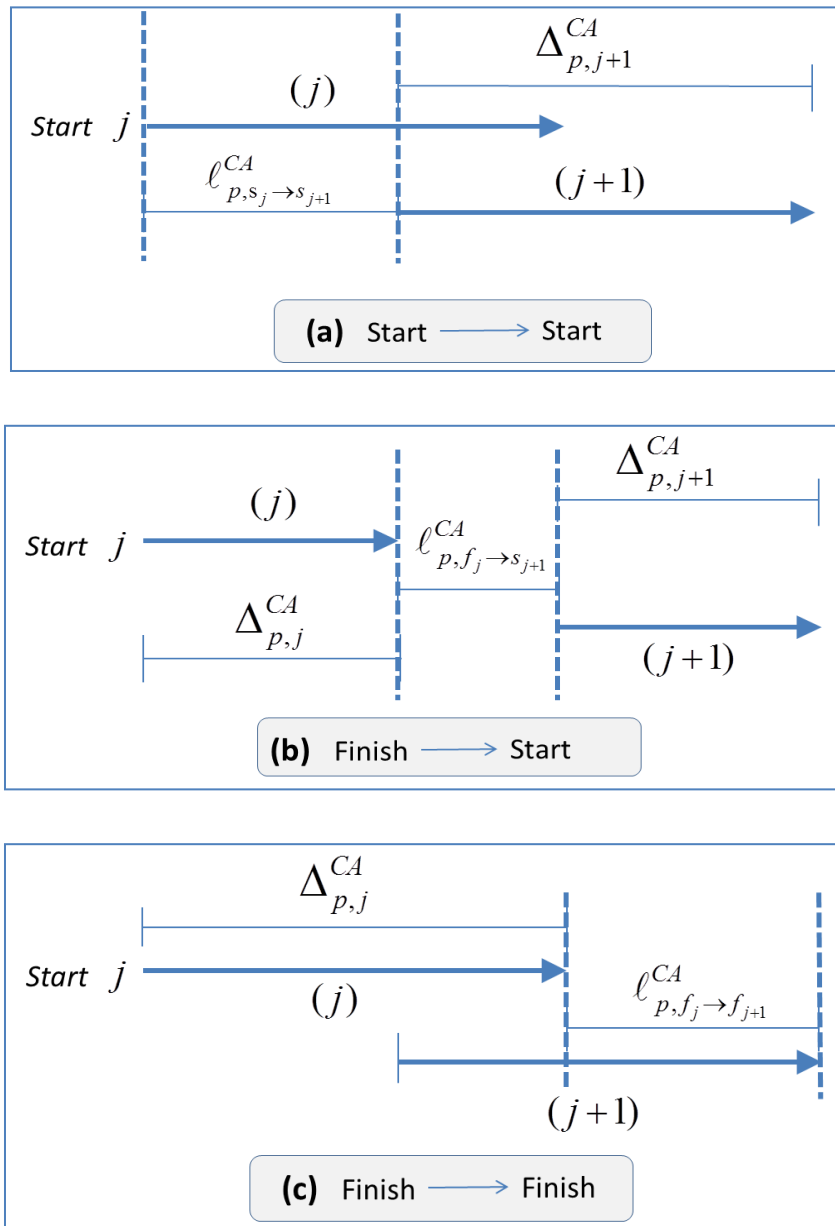 Δ^{CA}_{p,j+1}
(j)
Start j
ℓ^{CA}_{p,s_j→s_{j+1}}
(j+1)
(a) Start → Start
Δ^{CA}_{p,j+1}
(j)
Start j
ℓ^{CA}_{p,f_j→s_{j+1}}
Δ^{CA}_{p,j}
(j+1)
(b) Finish → Start
Δ^{CA}_{p,j}
Start j
(j)
ℓ^{CA}_{p,f_j→f_{j+1}}
(j+1)
(c) Finish → Finish